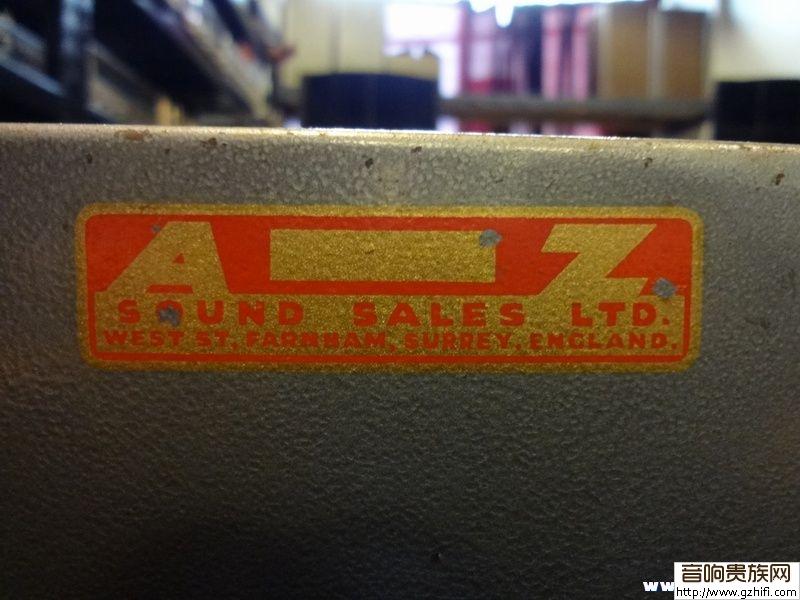 A Z
SOUND SALES LTD.
WEST ST, FARNHAM, SURREY, ENGLAND.
音响贵族网
http://www.gzhifi.com